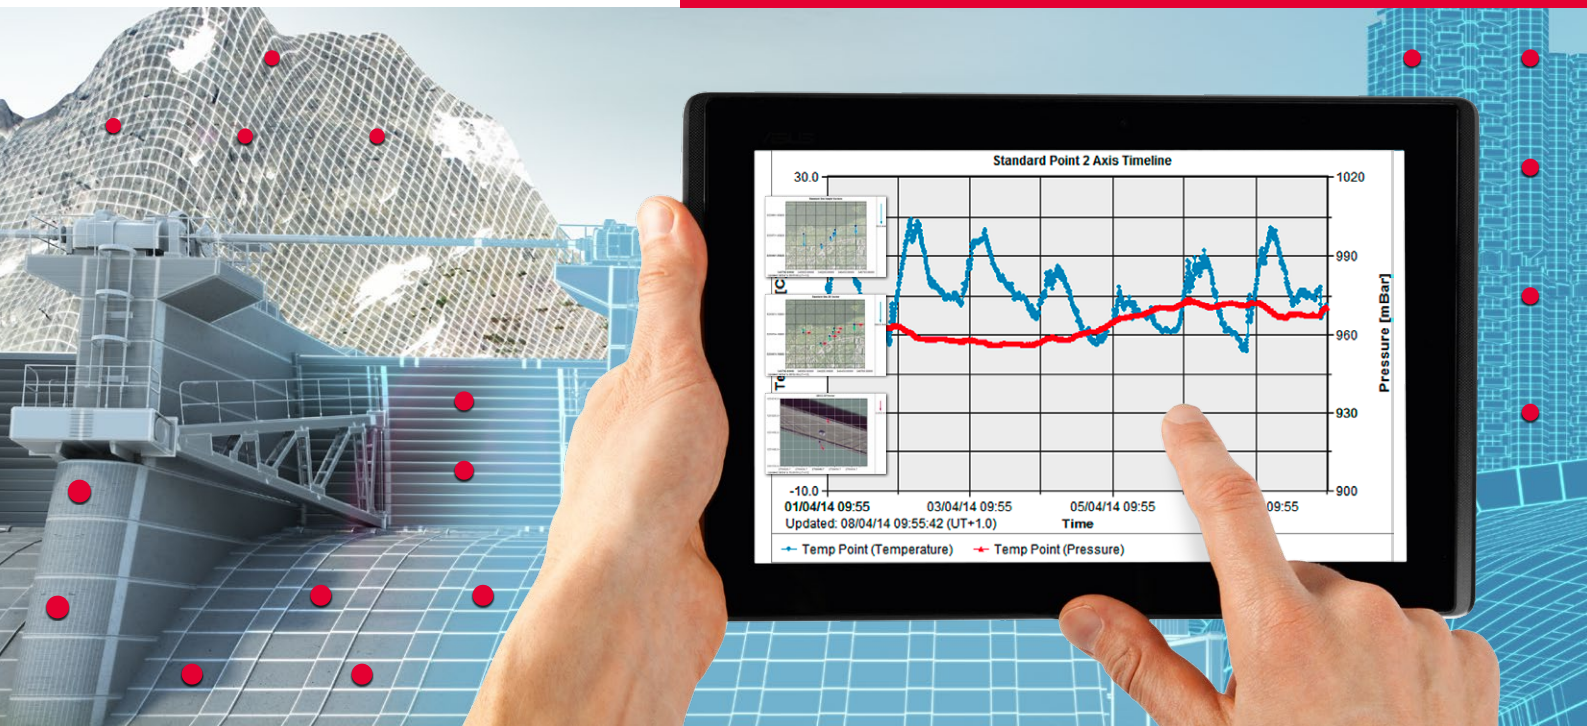 Standard Point 2 Axis Timeline
30.0
1020
990
960
930
-10.0
900
Pressure [mBar]
01/04/14 09:55
03/04/14 09:55
05/04/14 09:55
09:55
Updated: 08/04/14 09:55:42 (UT+1.0)
Time
Temp Point (Temperature)
Temp Point (Pressure)